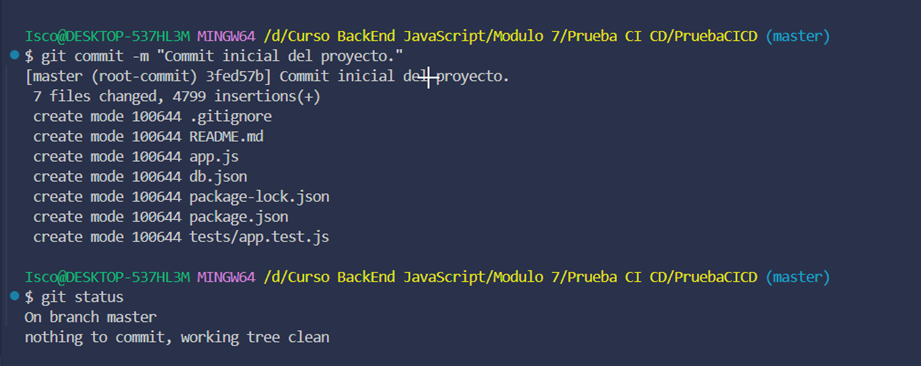 Isco@DESKTOP-537HL3M MINGW64 /d/Curso BackEnd JavaScript/Modulo 7/Prueba CI CD/PruebaCICD (master)
$ git commit -m "Commit inicial del proyecto."
[master (root-commit) 3fed57b] Commit inicial del proyecto.
 7 files changed, 4799 insertions(+)
 create mode 100644 .gitignore
 create mode 100644 README.md
 create mode 100644 app.js
 create mode 100644 db.json
 create mode 100644 package-lock.json
 create mode 100644 package.json
 create mode 100644 tests/app.test.js
Isco@DESKTOP-537HL3M MINGW64 /d/Curso BackEnd JavaScript/Modulo 7/Prueba CI CD/PruebaCICD (master)
$ git status
On branch master
nothing to commit, working tree clean